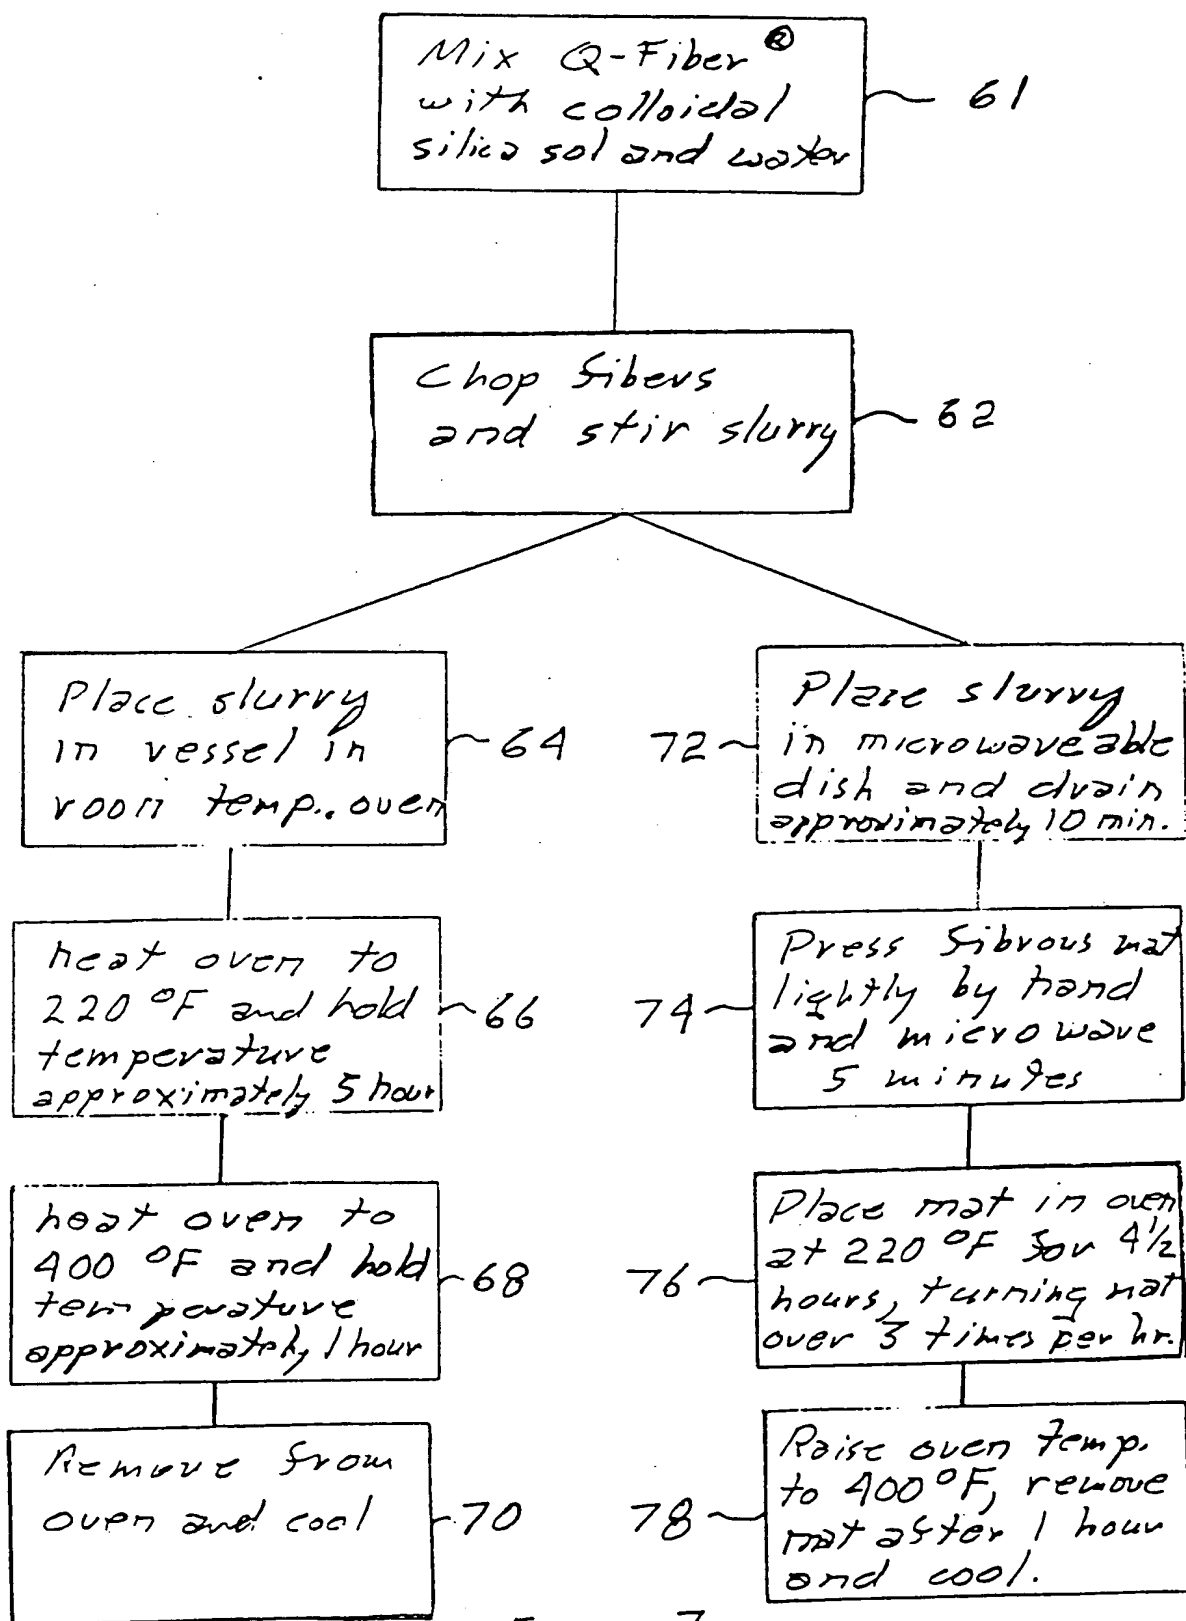 Mix Q-Fiber®
with colloidal
silica sol and water
61
Chop fibers
and stir slurry
62
Place slurry
in vessel in
room temp. oven
64
heat oven to
220 °F and hold
temperature
approximately 5 hour
66
heat oven to
400 °F and hold
temperature
approximately 1 hour
68
Remove from
oven and cool
70
72
Place slurry
in microwaveable
dish and drain
approximately 10 min.
74
Press fibrous mat
lightly by hand
and microwave
5 minutes
76
Place mat in oven
at 220 °F for 4 1/2
hours, turning mat
over 3 times per hr.
78
Raise oven temp.
to 400 °F, remove
mat after 1 hour
and cool.